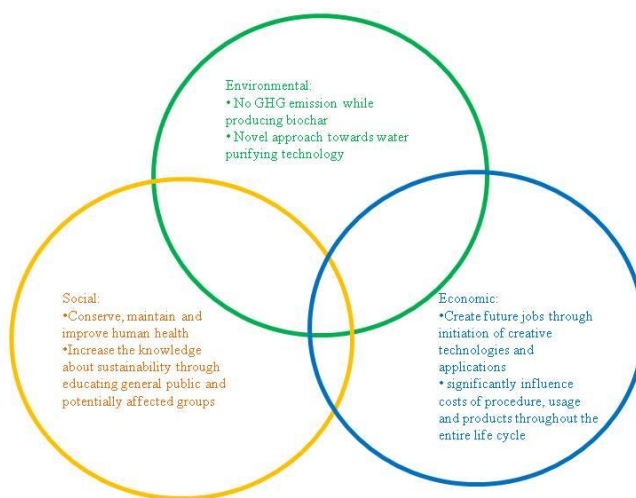 Environmental:
• No GHG emission while
producing biochar
• Novel approach towards water
purifying technology
Social:
•Conserve, maintain and
improve human health
•Increase the knowledge
about sustainability through
educating general public and
potentially affected groups
Economic:
•Create future jobs through
initiation of creative
technologies and
applications
• significantly influence
costs of procedure, usage
and products throughout the
entire life cycle